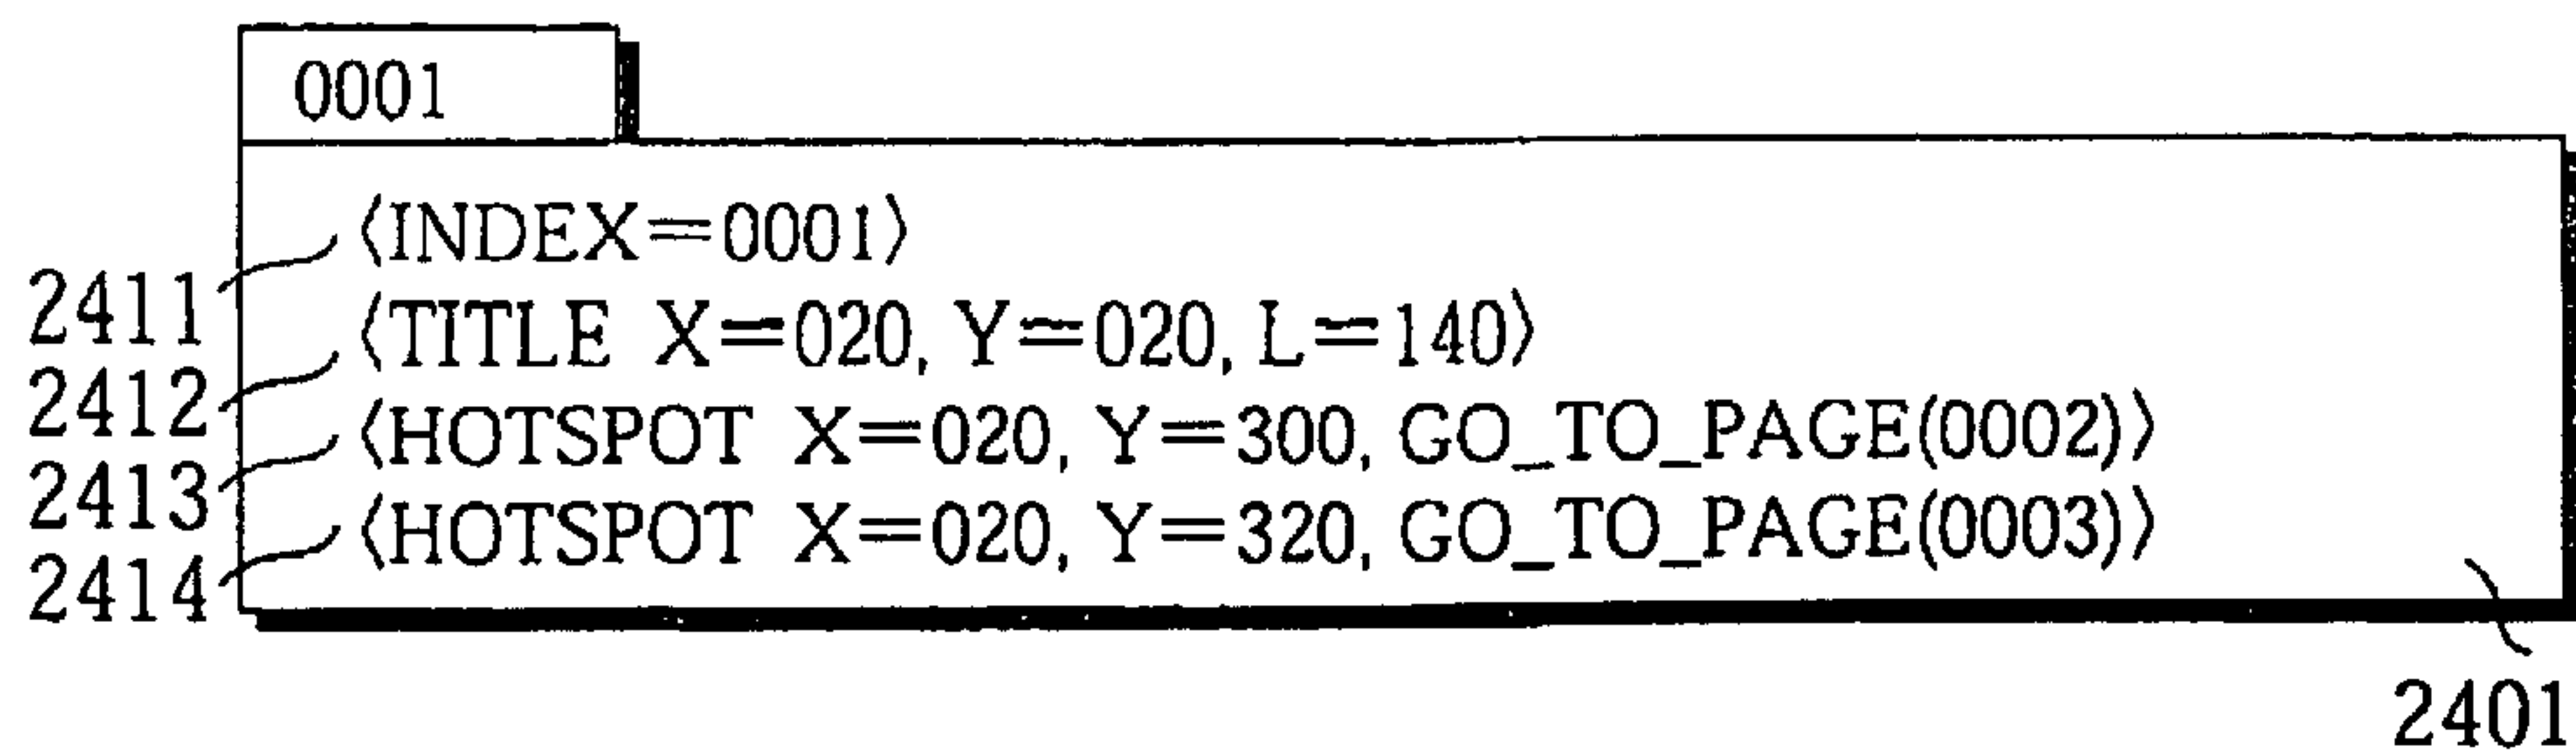 0001
2411 〈INDEX=0001〉
2412 〈TITLE X=020, Y=020, L=140〉
2413 〈HOTSPOT X=020, Y=300, GO_TO_PAGE(0002)〉
2414 〈HOTSPOT X=020, Y=320, GO_TO_PAGE(0003)〉
2401